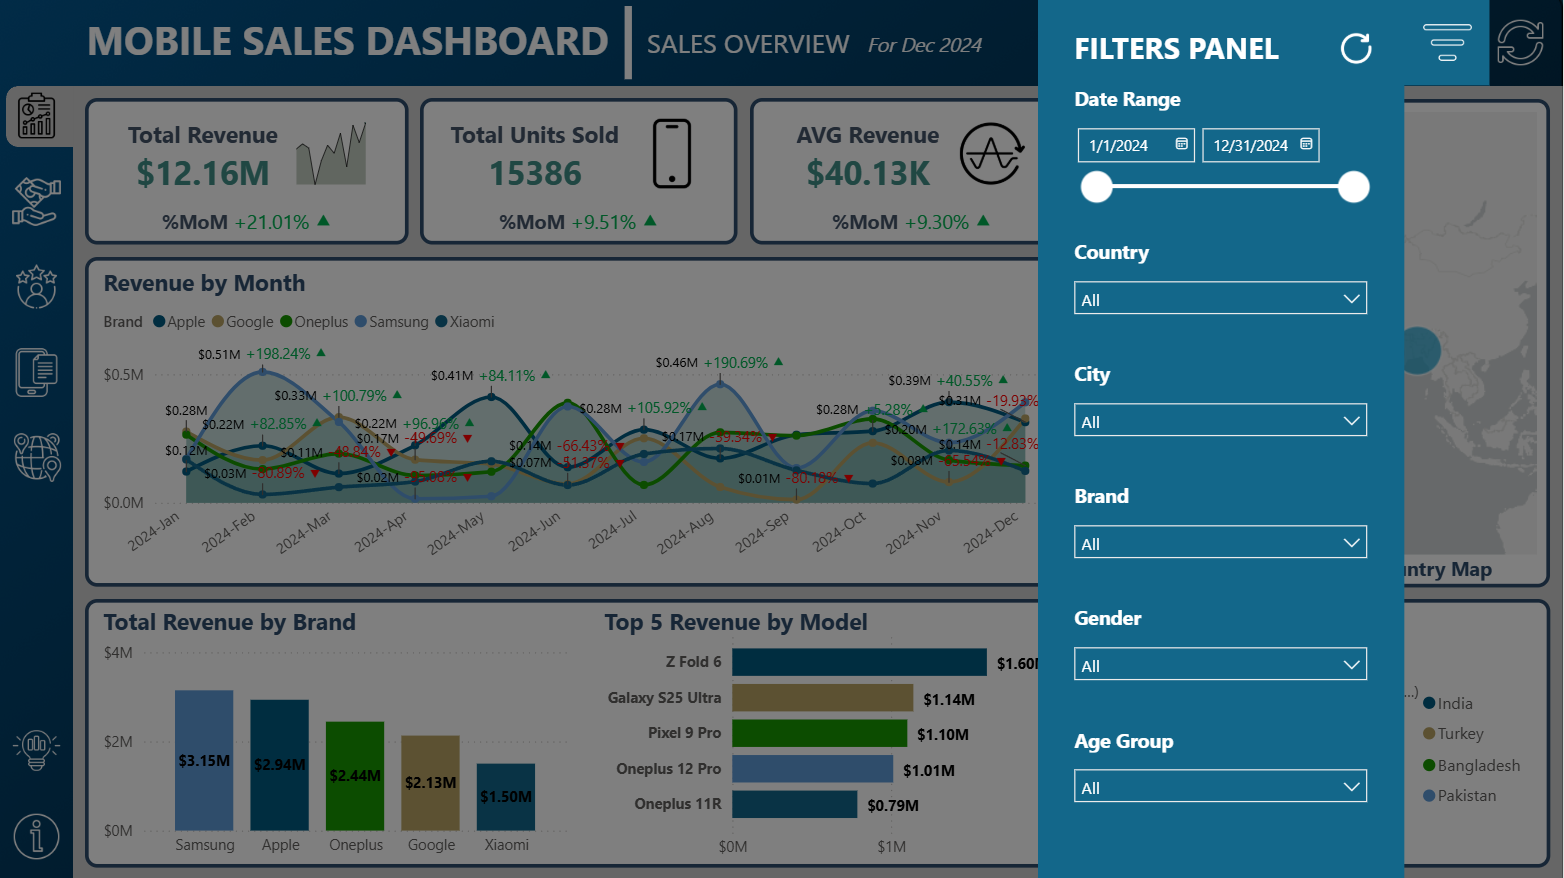 MOBILE SALES DASHBOARD
SALES OVERVIEW
For Dec 2024
FILTERS PANEL
Date Range
1/1/2024
12/31/2024
Country
All
City
All
Brand
All
Gender
All
Age Group
All
Total Revenue
$12.16M
%MoM +21.01%
Total Units Sold
15386
%MoM +9.51%
AVG Revenue
$40.13K
%MoM +9.30%
Revenue by Month
Brand Apple Google Oneplus Samsung Xiaomi
$0.5M
$0.0M
$0.51M +198.24%
$0.46M +190.69%
$0.41M +84.11%
$0.39M +40.55%
$0.33M +100.79%
$0.31M -19.93%
$0.28M
$0.28M +105.92%
$0.28M +5.28%
$0.22M +82.85%
$0.22M +96.96%
$0.20M +172.63%
$0.17M -49.69%
$0.17M -39.34%
$0.14M -66.43%
$0.14M -12.83%
$0.12M
$0.11M
$0.07M
$0.08M
$0.03M -80.89%
$0.02M
$0.01M -80.18%
2024-Jan
2024-Feb
2024-Mar
2024-Apr
2024-May
2024-Jun
2024-Jul
2024-Aug
2024-Sep
2024-Oct
2024-Nov
2024-Dec
ntry Map
Total Revenue by Brand
$4M
$2M
$0M
$3.15M
$2.94M
$2.44M
$2.13M
$1.50M
Samsung
Apple
Oneplus
Google
Xiaomi
Top 5 Revenue by Model
Z Fold 6
$1.60
Galaxy S25 Ultra
$1.14M
Pixel 9 Pro
$1.10M
Oneplus 12 Pro
$1.01M
Oneplus 11R
$0.79M
$0M
$1M
...)
India
Turkey
Bangladesh
Pakistan